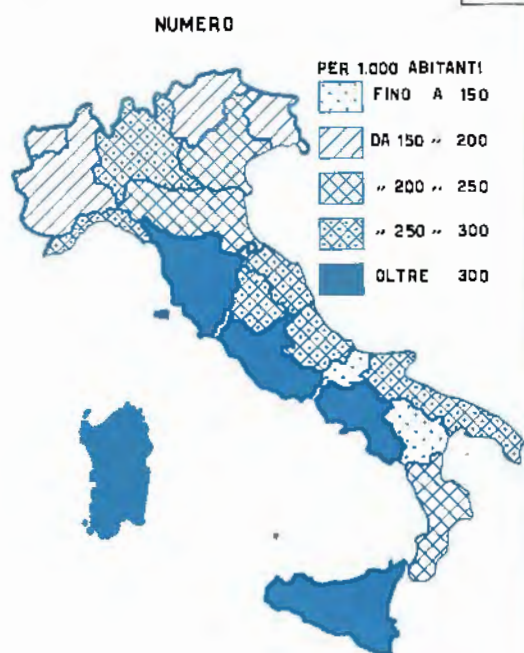 NUMERO
PER 1.000 ABITANTI
FINO A 150
DA 150 " 200
" 200 " 250
" 250 " 300
OLTRE 300